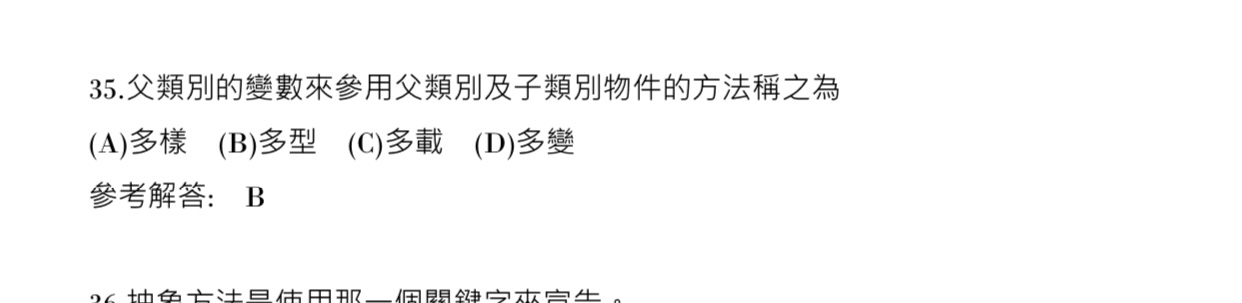 35.父類別的變數來參用父類別及子類別物件的方法稱之為
(A)多樣 (B)多型 (C)多載 (D)多變
參考解答: B
36.抽象方法是使用那一個關鍵字來宣告。